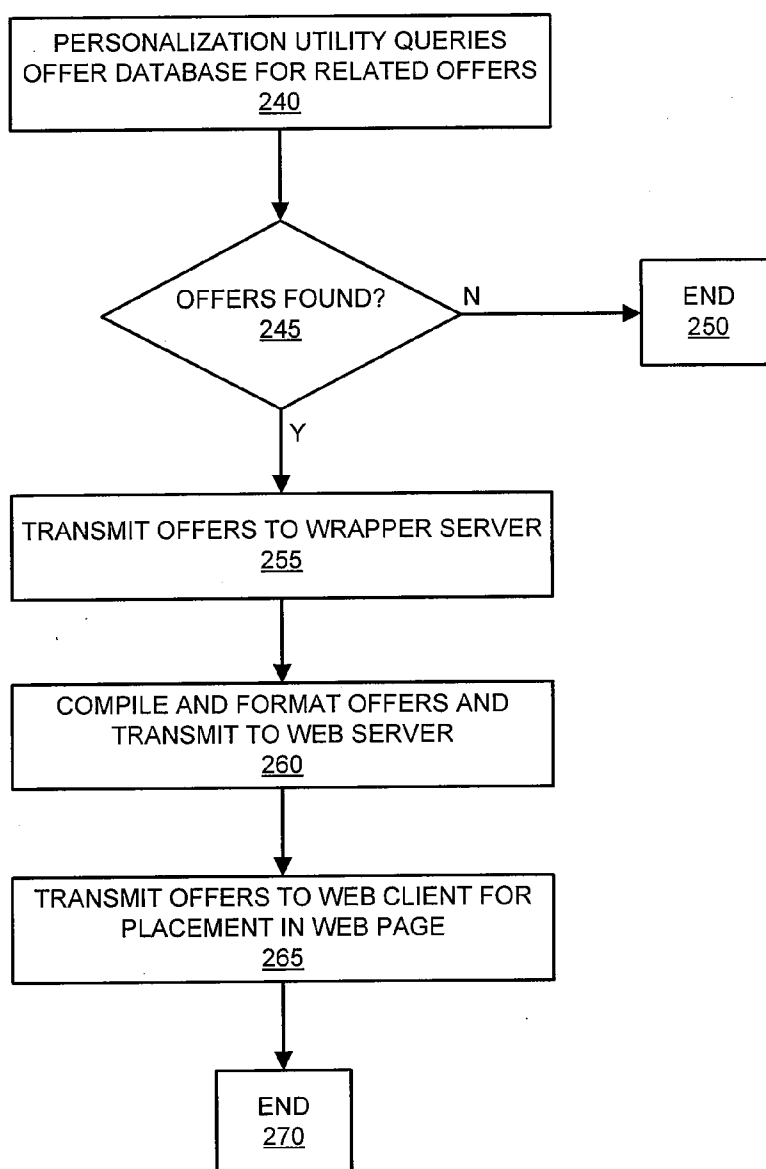 PERSONALIZATION UTILITY QUERIES
OFFER DATABASE FOR RELATED OFFERS
240
OFFERS FOUND?
245
N
END
250
Y
TRANSMIT OFFERS TO WRAPPER SERVER
255
COMPILE AND FORMAT OFFERS AND
TRANSMIT TO WEB SERVER
260
TRANSMIT OFFERS TO WEB CLIENT FOR
PLACEMENT IN WEB PAGE
265
END
270